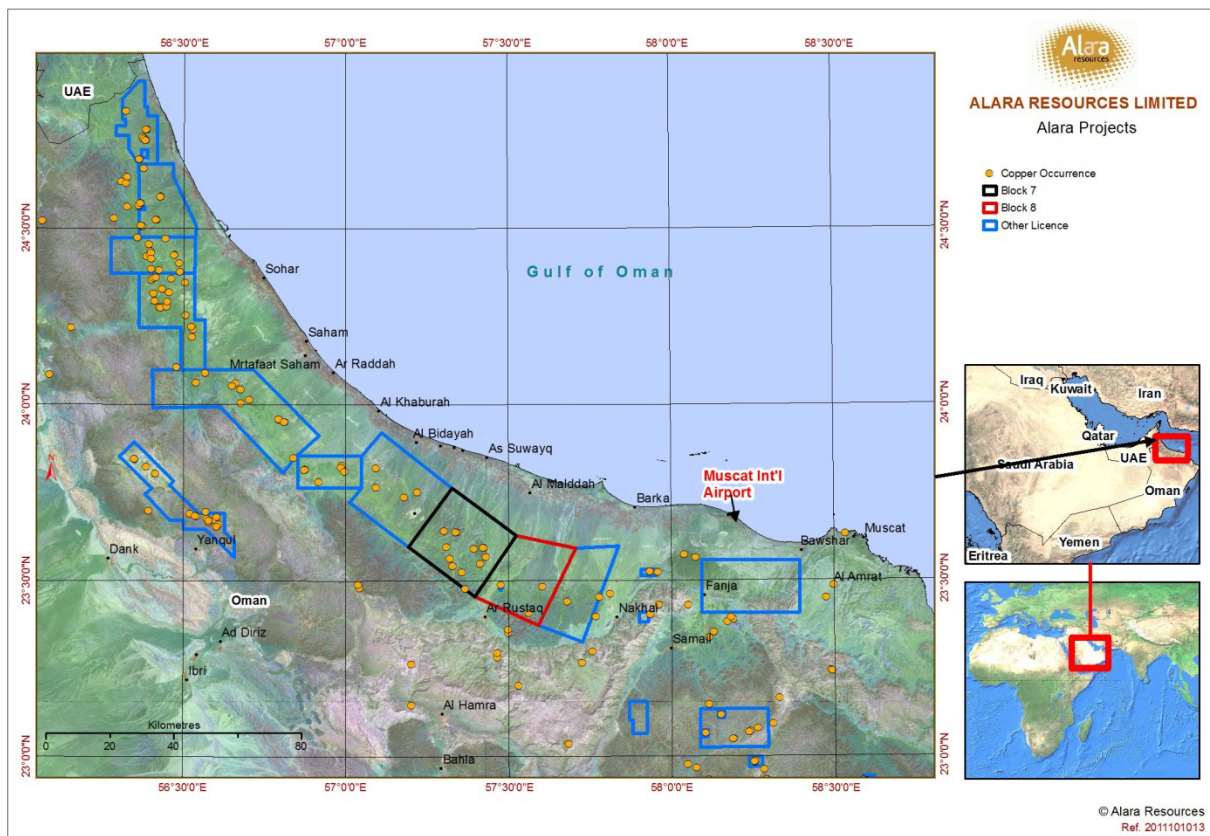 56°30'0"E
57°0'0"E
57°30'0"E
58°0'0"E
58°30'0"E
Alara
resources
ALARA RESOURCES LIMITED
Alara Projects
Copper Occurrence
Block 7
Block 8
Other Licence
UAE
24°30'0"N
24°30'0"N
Gulf of Oman
Sohar
Saham
Mrtafaat Saham
Ar Raddah
24°0'0"N
24°0'0"N
Al Khaburah
Al Bidayah
As Suwayq
Al Malddah
Muscat Int'l
Airport
Barka
Muscat
Bawshar
Dank
Yanqul
23°30'0"N
23°30'0"N
Fanja
Al Amrat
Oman
Ar Rustaq
Nakhal
Samail
Ad Diriz
Ibri
Al Hamra
Kilometres
0 20 40 60 80
23°0'0"N
23°0'0"N
Bahla
56°30'0"E
57°0'0"E
57°30'0"E
58°0'0"E
58°30'0"E
Iraq
Kuwait
Iran
Qatar
UAE
Saudi Arabia
Oman
Yemen
Eritrea
© Alara Resources
Ref. 2011101013